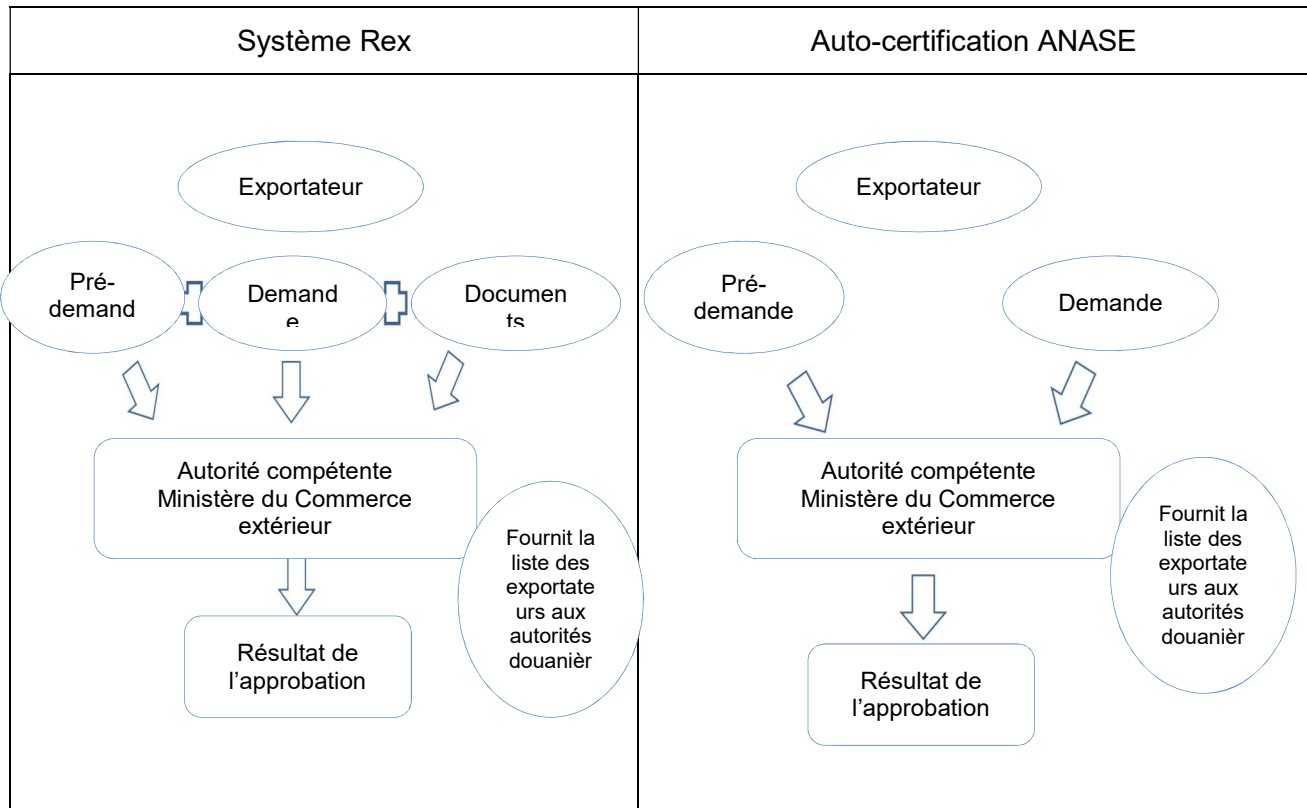 Système Rex
Auto-certification ANASE
Exportateur
Pré-
demand
Demand
e
Documen
ts
Autorité compétente
Ministère du Commerce
extérieur
Fournit la
liste des
exportate
urs aux
autorités
douanièr
Résultat de
l’approbation
Exportateur
Pré-
demande
Demande
Autorité compétente
Ministère du Commerce
extérieur
Fournit la
liste des
exportate
urs aux
autorités
douanièr
Résultat de
l’approbation